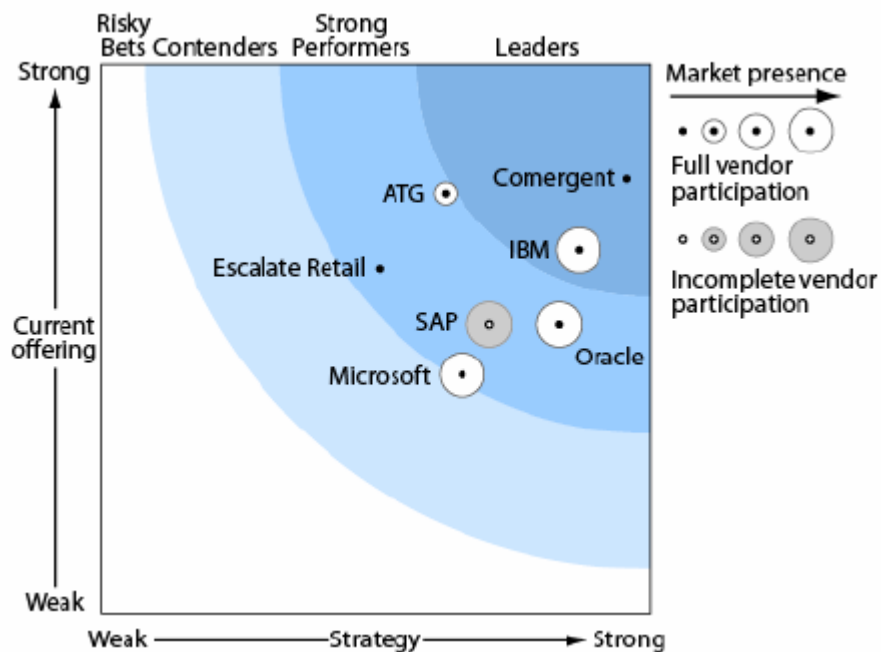 Risky
Bets
Contenders
Strong
Performers
Leaders
Strong
Current
offering
Weak
ATG
Comergent
IBM
Escalate Retail
SAP
Oracle
Microsoft
Weak
Strategy
Strong
Market presence
Full vendor
participation
Incomplete vendor
participation